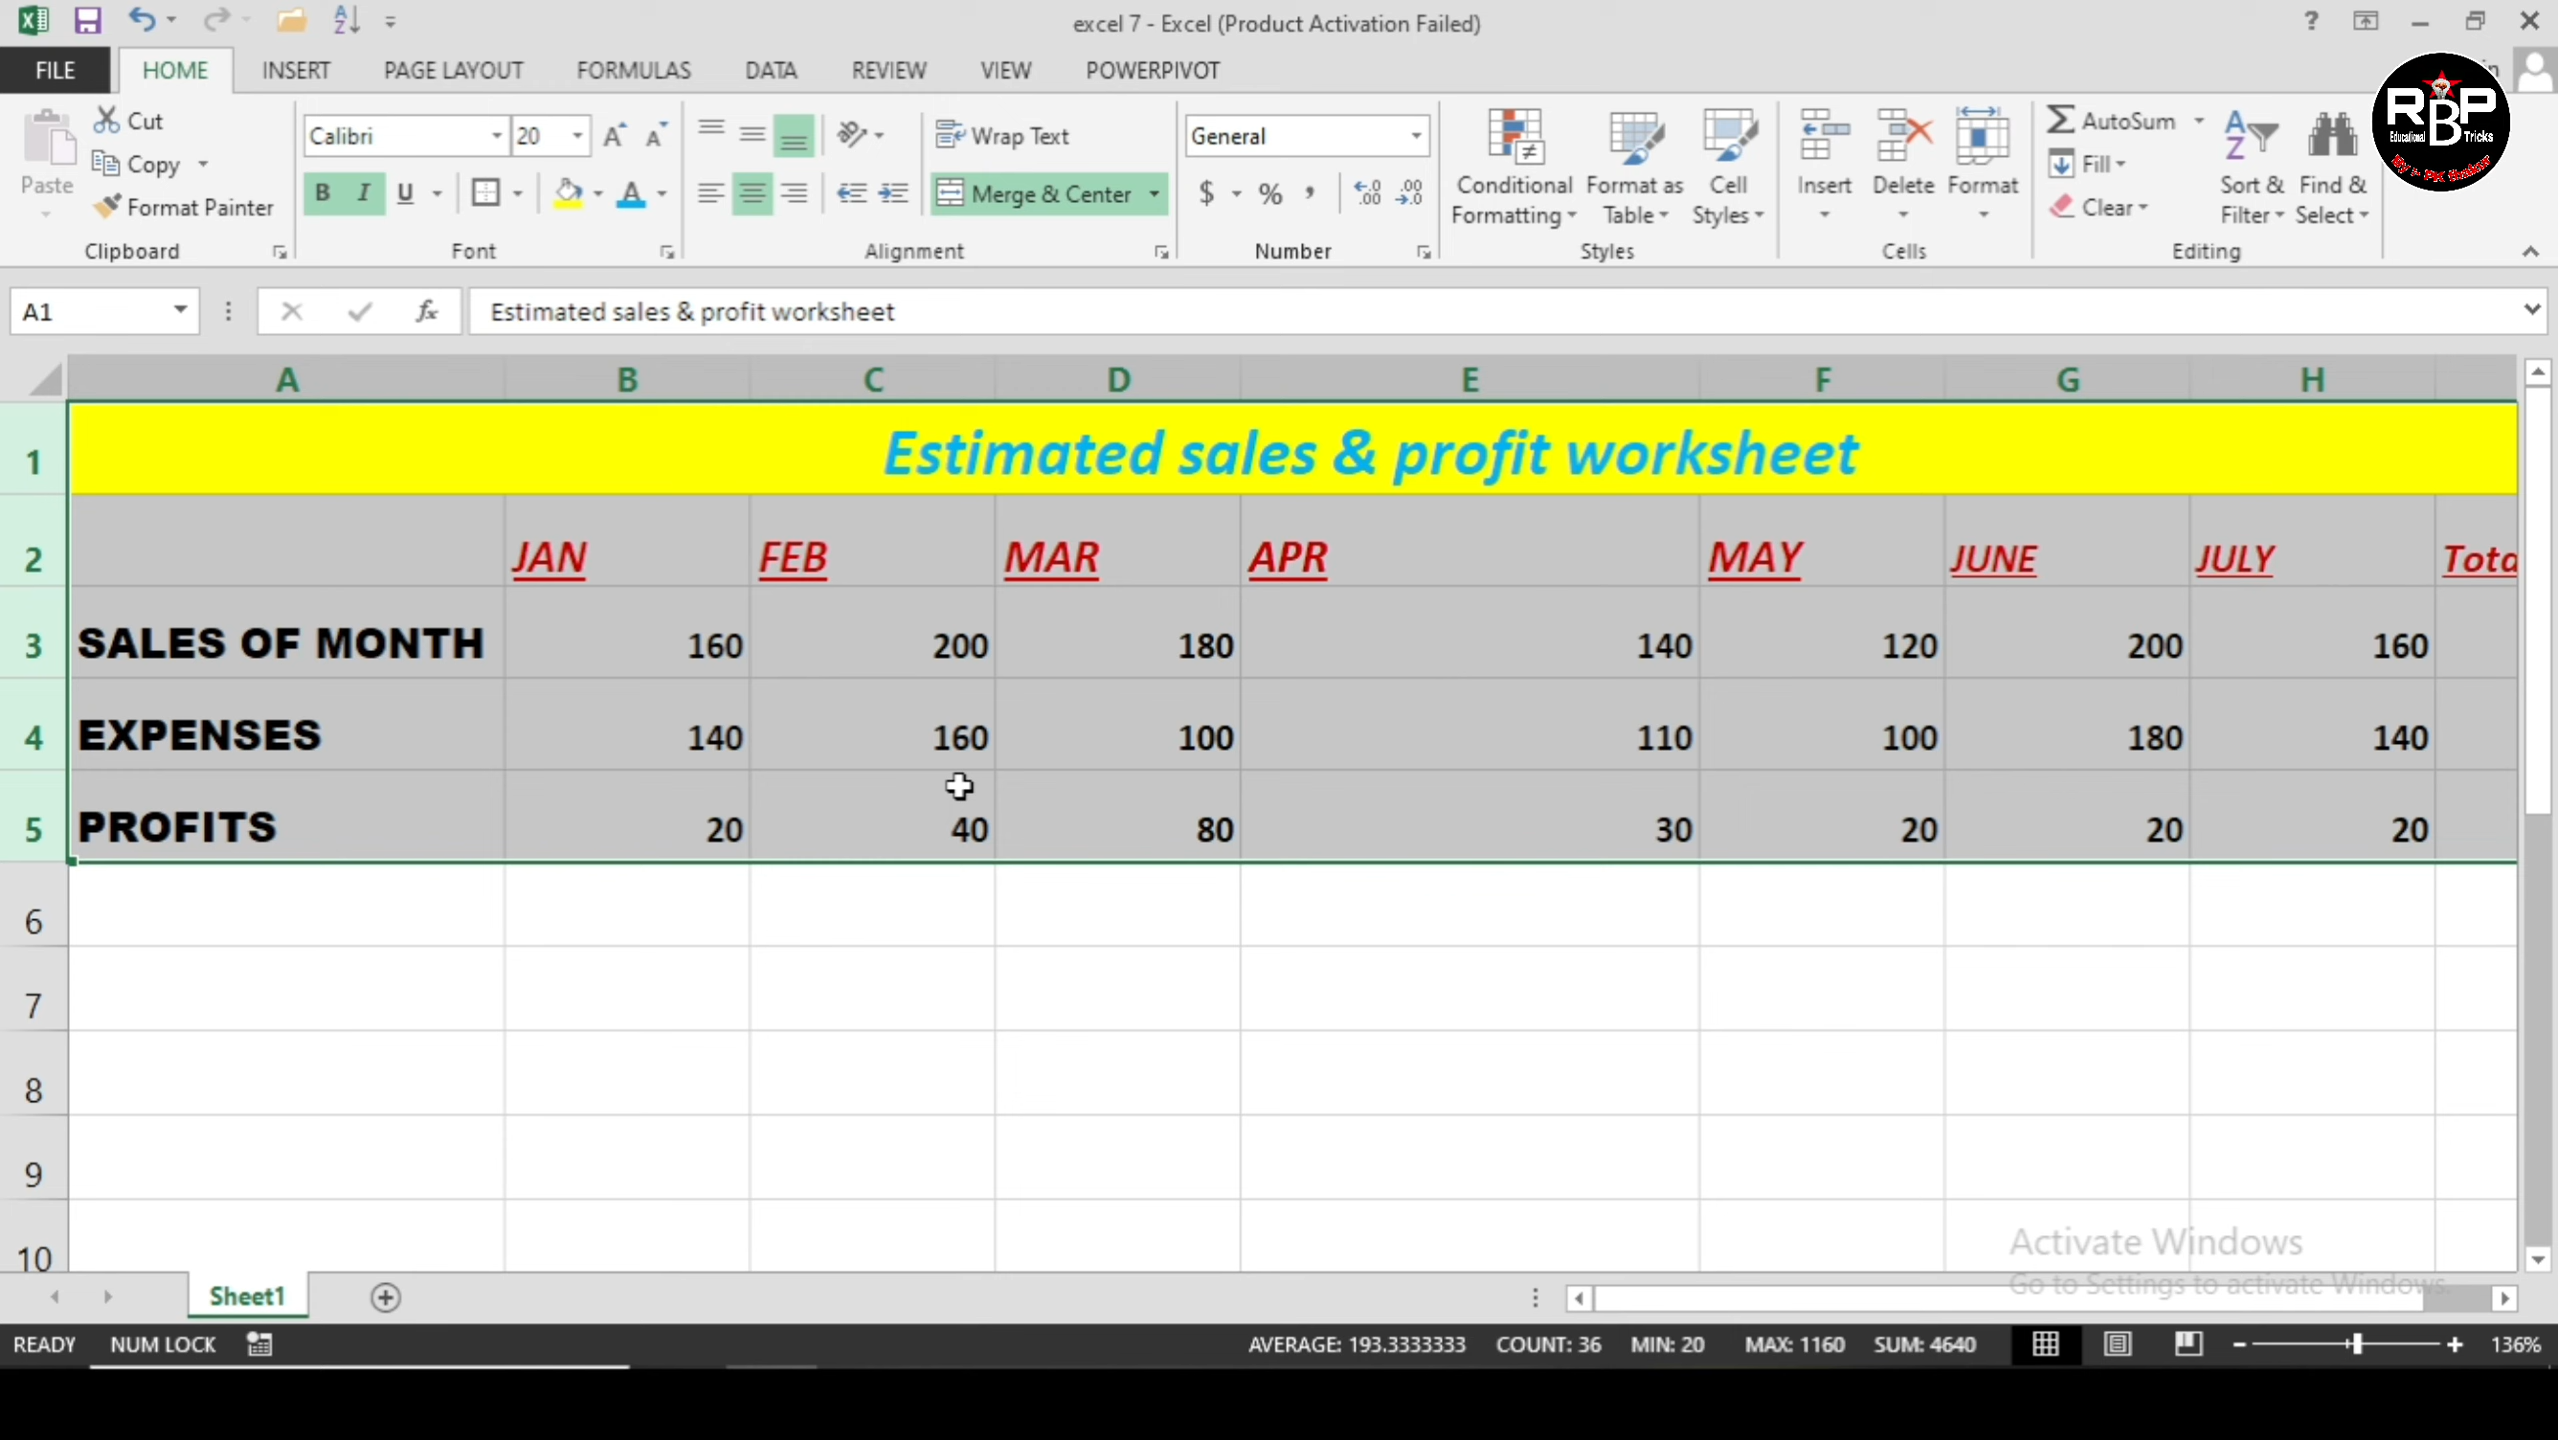 excel 7 - Excel (Product Activation Failed)
FILE HOME INSERT PAGE LAYOUT FORMULAS DATA REVIEW VIEW POWERPIVOT
RBP
Educational Tricks
Paste
Cut
Copy
Format Painter
Clipboard
Calibri 20
B I U
Font
Wrap Text
Merge & Center
Alignment
General
$ % ,
Number
Conditional Formatting
Format as Table
Cell Styles
Styles
Insert Delete Format
Cells
AutoSum
Fill
Clear
Sort & Filter
Find & Select
Editing
A1 fx Estimated sales & profit worksheet
A B C D E F G H
1 Estimated sales & profit worksheet
2 JAN FEB MAR APR MAY JUNE JULY Tota
3 SALES OF MONTH 160 200 180 140 120 200 160
4 EXPENSES 140 160 100 110 100 180 140
5 PROFITS 20 40 80 30 20 20 20
6
7
8
9
10
Activate Windows
Go to Settings to activate Windows.
Sheet1
READY NUM LOCK AVERAGE: 193.3333333 COUNT: 36 MIN: 20 MAX: 1160 SUM: 4640 136%